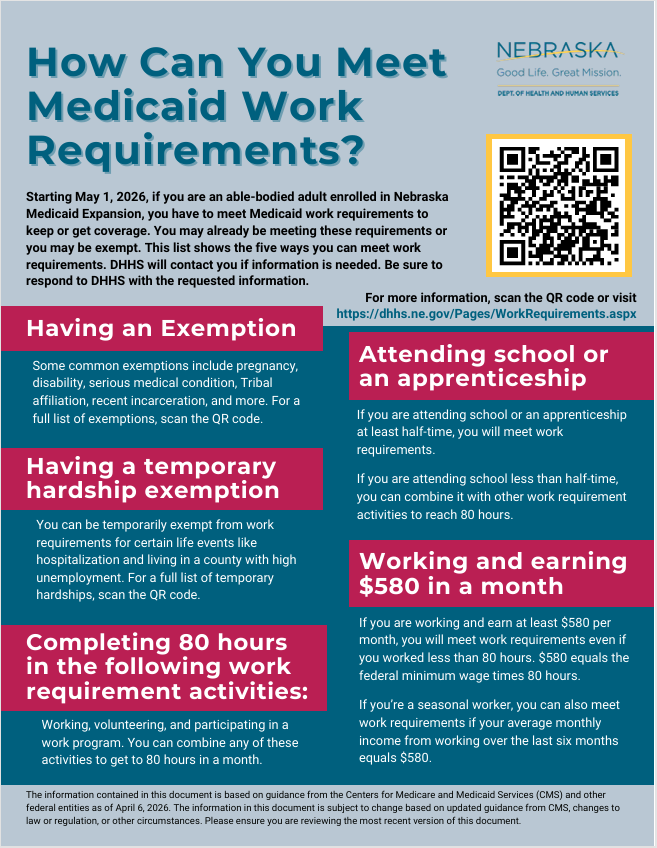 How Can You Meet
Medicaid Work
Requirements?
NEBRASKA
Good Life. Great Mission.
DEPT. OF HEALTH AND HUMAN SERVICES
Starting May 1, 2026, if you are an able-bodied adult enrolled in Nebraska
Medicaid Expansion, you have to meet Medicaid work requirements to
keep or get coverage. You may already be meeting these requirements or
you may be exempt. This list shows the five ways you can meet work
requirements. DHHS will contact you if information is needed. Be sure to
respond to DHHS with the requested information.
For more information, scan the QR code or visit
https://dhhs.ne.gov/Pages/WorkRequirements.aspx
Having an Exemption
Some common exemptions include pregnancy,
disability, serious medical condition, Tribal
affiliation, recent incarceration, and more. For a
full list of exemptions, scan the QR code.
Having a temporary
hardship exemption
You can be temporarily exempt from work
requirements for certain life events like
hospitalization and living in a county with high
unemployment. For a full list of temporary
hardships, scan the QR code.
Completing 80 hours
in the following work
requirement activities:
Working, volunteering, and participating in a
work program. You can combine any of these
activities to get to 80 hours in a month.
Attending school or
an apprenticeship
If you are attending school or an apprenticeship
at least half-time, you will meet work
requirements.
If you are attending school less than half-time,
you can combine it with other work requirement
activities to reach 80 hours.
Working and earning
$580 in a month
If you are working and earn at least $580 per
month, you will meet work requirements even if
you worked less than 80 hours. $580 equals the
federal minimum wage times 80 hours.
If you're a seasonal worker, you can also meet
work requirements if your average monthly
income from working over the last six months
equals $580.
The information contained in this document is based on guidance from the Centers for Medicare and Medicaid Services (CMS) and other
federal entities as of April 6, 2026. The information in this document is subject to change based on updated guidance from CMS, changes to
law or regulation, or other circumstances. Please ensure you are reviewing the most recent version of this document.